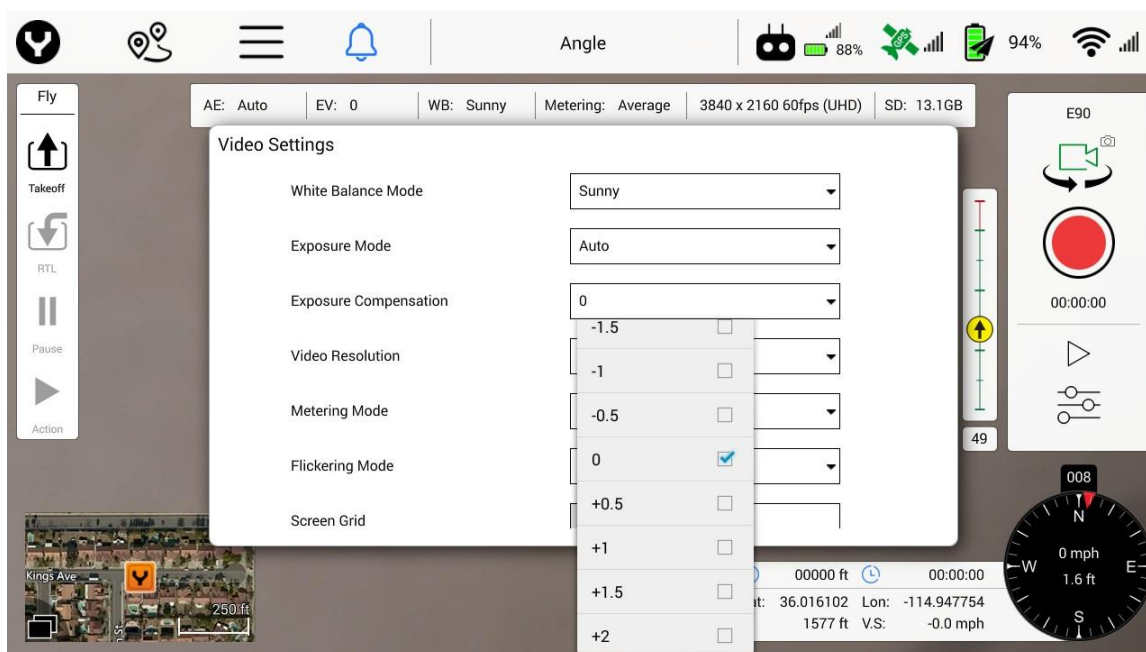 Angle
88%
GPS
94%
Fly
Takeoff
RTL
Pause
Action
AE: Auto EV: 0 WB: Sunny Metering: Average 3840 x 2160 60fps (UHD) SD: 13.1GB
Video Settings
White Balance Mode Sunny
Exposure Mode Auto
Exposure Compensation 0
-1.5
Video Resolution
-1
Metering Mode
-0.5
Flickering Mode
0
+0.5
Screen Grid
+1
+1.5
+2
E90
00:00:00
49
008
N
W E
S
0 mph
1.6 ft
Kings Ave
St
250 ft
00000 ft 00:00:00
36.016102 Lon: -114.947754
1577 ft V.S: -0.0 mph